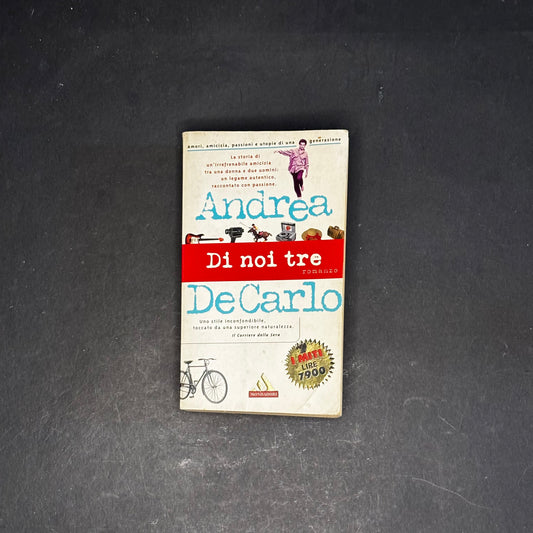 amori, amicizia, passioni e utopie di una generazione
La storia di
un'irrefrenabile amicizia
tra una donna e due uomini:
un legame autentico,
raccontato con passione.
Andrea
Di noi tre
romanzo
De Carlo
Uno stile inconfondibile,
toccato da una superiore naturalezza.
Il Corriere della Sera
I MITI
LIRE
7900
MONDADORI